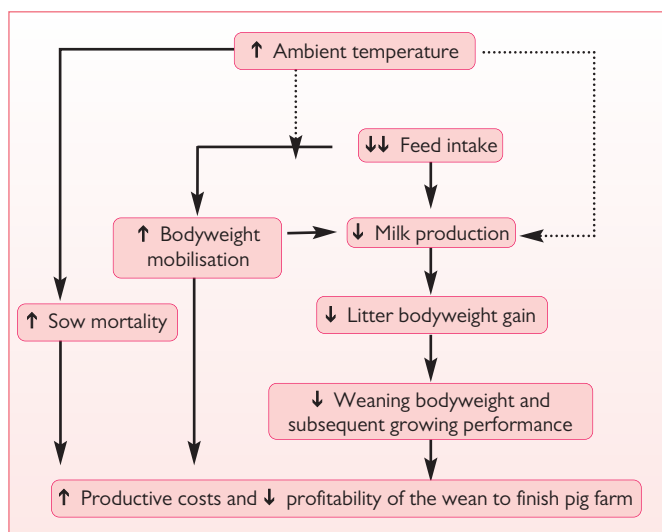 ↑ Ambient temperature
↓↓ Feed intake
↑ Bodyweight
mobilisation
↓ Milk production
↑ Sow mortality
↓ Litter bodyweight gain
↓ Weaning bodyweight and
subsequent growing performance
↑ Productive costs and ↓ profitability of the wean to finish pig farm